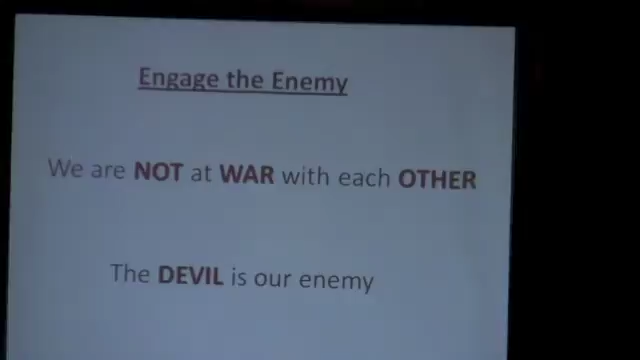 Engage the Enemy
We are NOT at WAR with each OTHER
The DEVIL is our enemy